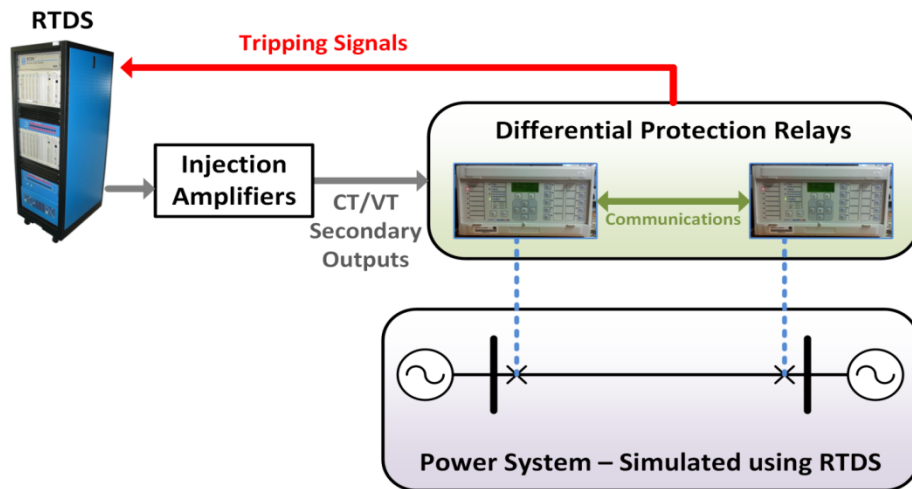 RTDS
Tripping Signals
Differential Protection Relays
Injection
Amplifiers
CT/VT
Secondary
Outputs
Communications
Power System – Simulated using RTDS